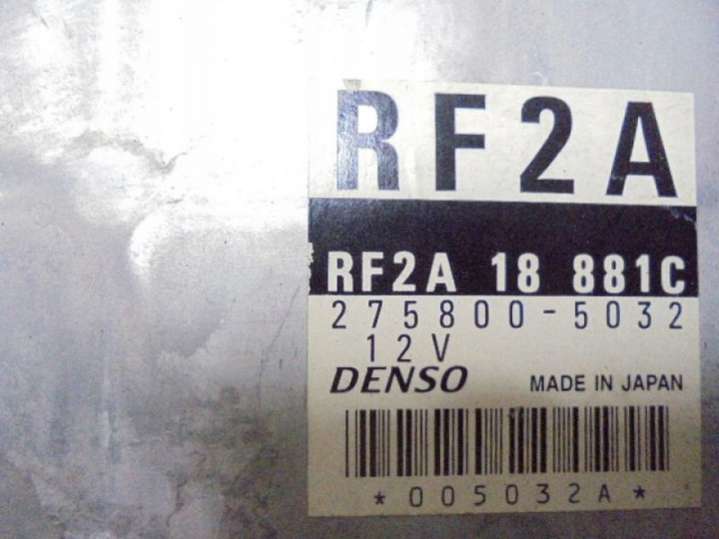 RF2A
RF2A 18 881C
275800-5032
12V
DENSO MADE IN JAPAN
*005032A*